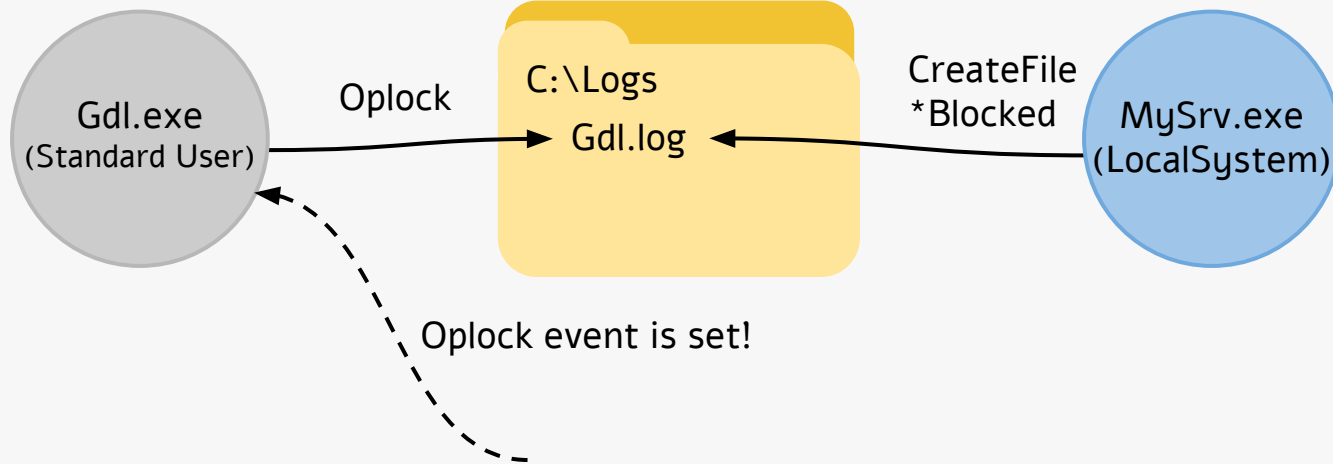 Gdl.exe
(Standard User)
Oplock
C:\Logs
Gdl.log
CreateFile
*Blocked
MySrv.exe
(LocalSystem)
Oplock event is set!